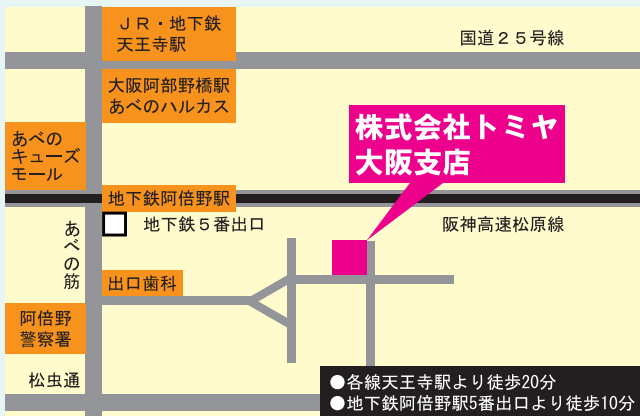 JR・地下鉄
天王寺駅
国道25号線
大阪阿部野橋駅
あべのハルカス
株式会社トミヤ
大阪支店
あべの
キューズ
モール
地下鉄阿倍野駅
地下鉄5番出口
阪神高速松原線
あべの筋
出口歯科
阿倍野
警察署
松虫通
●各線天王寺駅より徒歩20分
●地下鉄阿倍野駅5番出口より徒歩10分